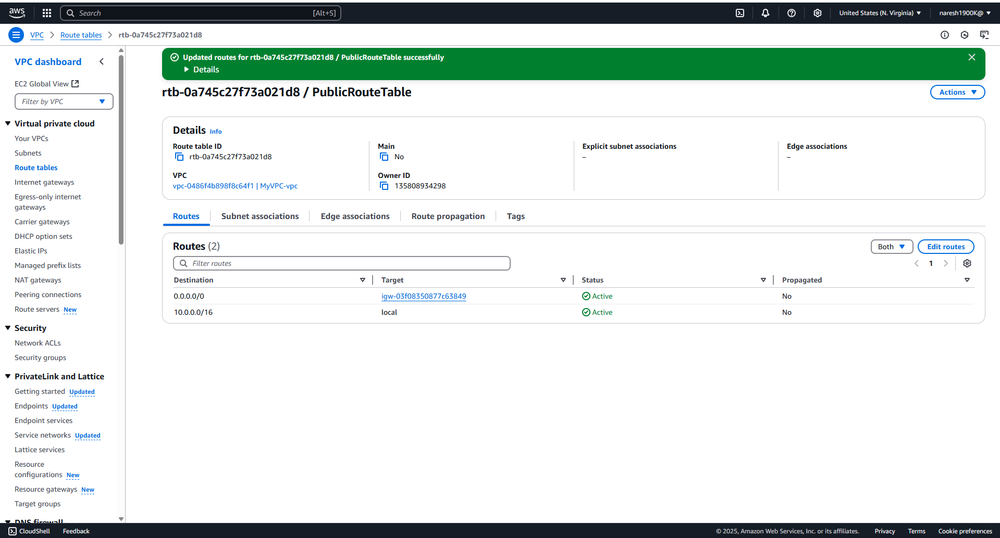 aws
Search [Alt+S]
United States (N. Virginia)
naresh1900K@
VPC
Route tables
rtb-0a745c27f73a021d8
VPC dashboard
EC2 Global View
Filter by VPC
Virtual private cloud
Your VPCs
Subnets
Route tables
Internet gateways
Egress-only internet
gateways
Carrier gateways
DHCP option sets
Elastic IPs
Managed prefix lists
NAT gateways
Peering connections
Route servers New
Security
Network ACLs
Security groups
PrivateLink and Lattice
Getting started Updated
Endpoints Updated
Endpoint services
Service networks Updated
Lattice services
Resource
configurations New
Resource gateways New
Target groups
DNS firewall
Updated routes for rtb-0a745c27f73a021d8 / PublicRouteTable successfully
Details
rtb-0a745c27f73a021d8 / PublicRouteTable
Actions
Details Info
Route table ID
rtb-0a745c27f73a021d8
VPC
vpc-0486f4b898f8c64f1 | MyVPC-vpc
Main
No
Owner ID
135808934298
Explicit subnet associations
–
Edge associations
–
Routes
Subnet associations
Edge associations
Route propagation
Tags
Routes (2)
Both
Edit routes
Filter routes
1
Destination Target Status Propagated
0.0.0.0/0 igw-03f08350877c63849 Active No
10.0.0.0/16 local Active No
CloudShell
Feedback
© 2025, Amazon Web Services, Inc. or its affiliates.
Privacy
Terms
Cookie preferences